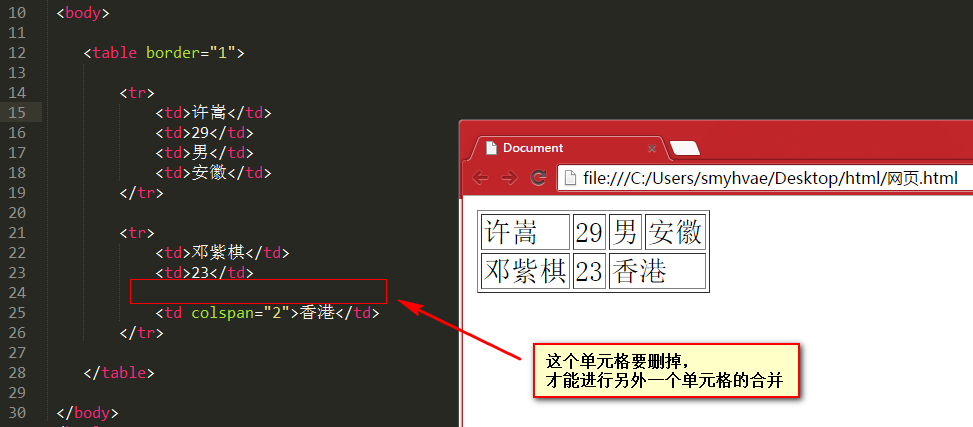 10 <body>
11
12 <table border="1">
13
14 <tr>
15 <td>许嵩</td>
16 <td>29</td>
17 <td>男</td>
18 <td>安徽</td>
19 </tr>
20
21 <tr>
22 <td>邓紫棋</td>
23 <td>23</td>
24
25 <td colspan="2">香港</td>
26 </tr>
27
28 </table>
29
30 </body>
Document
file:///C:/Users/smyhvae/Desktop/html/网页.html
许嵩 29 男 安徽
邓紫棋 23 香港
这个单元格要删掉，
才能进行另外一个单元格的合并